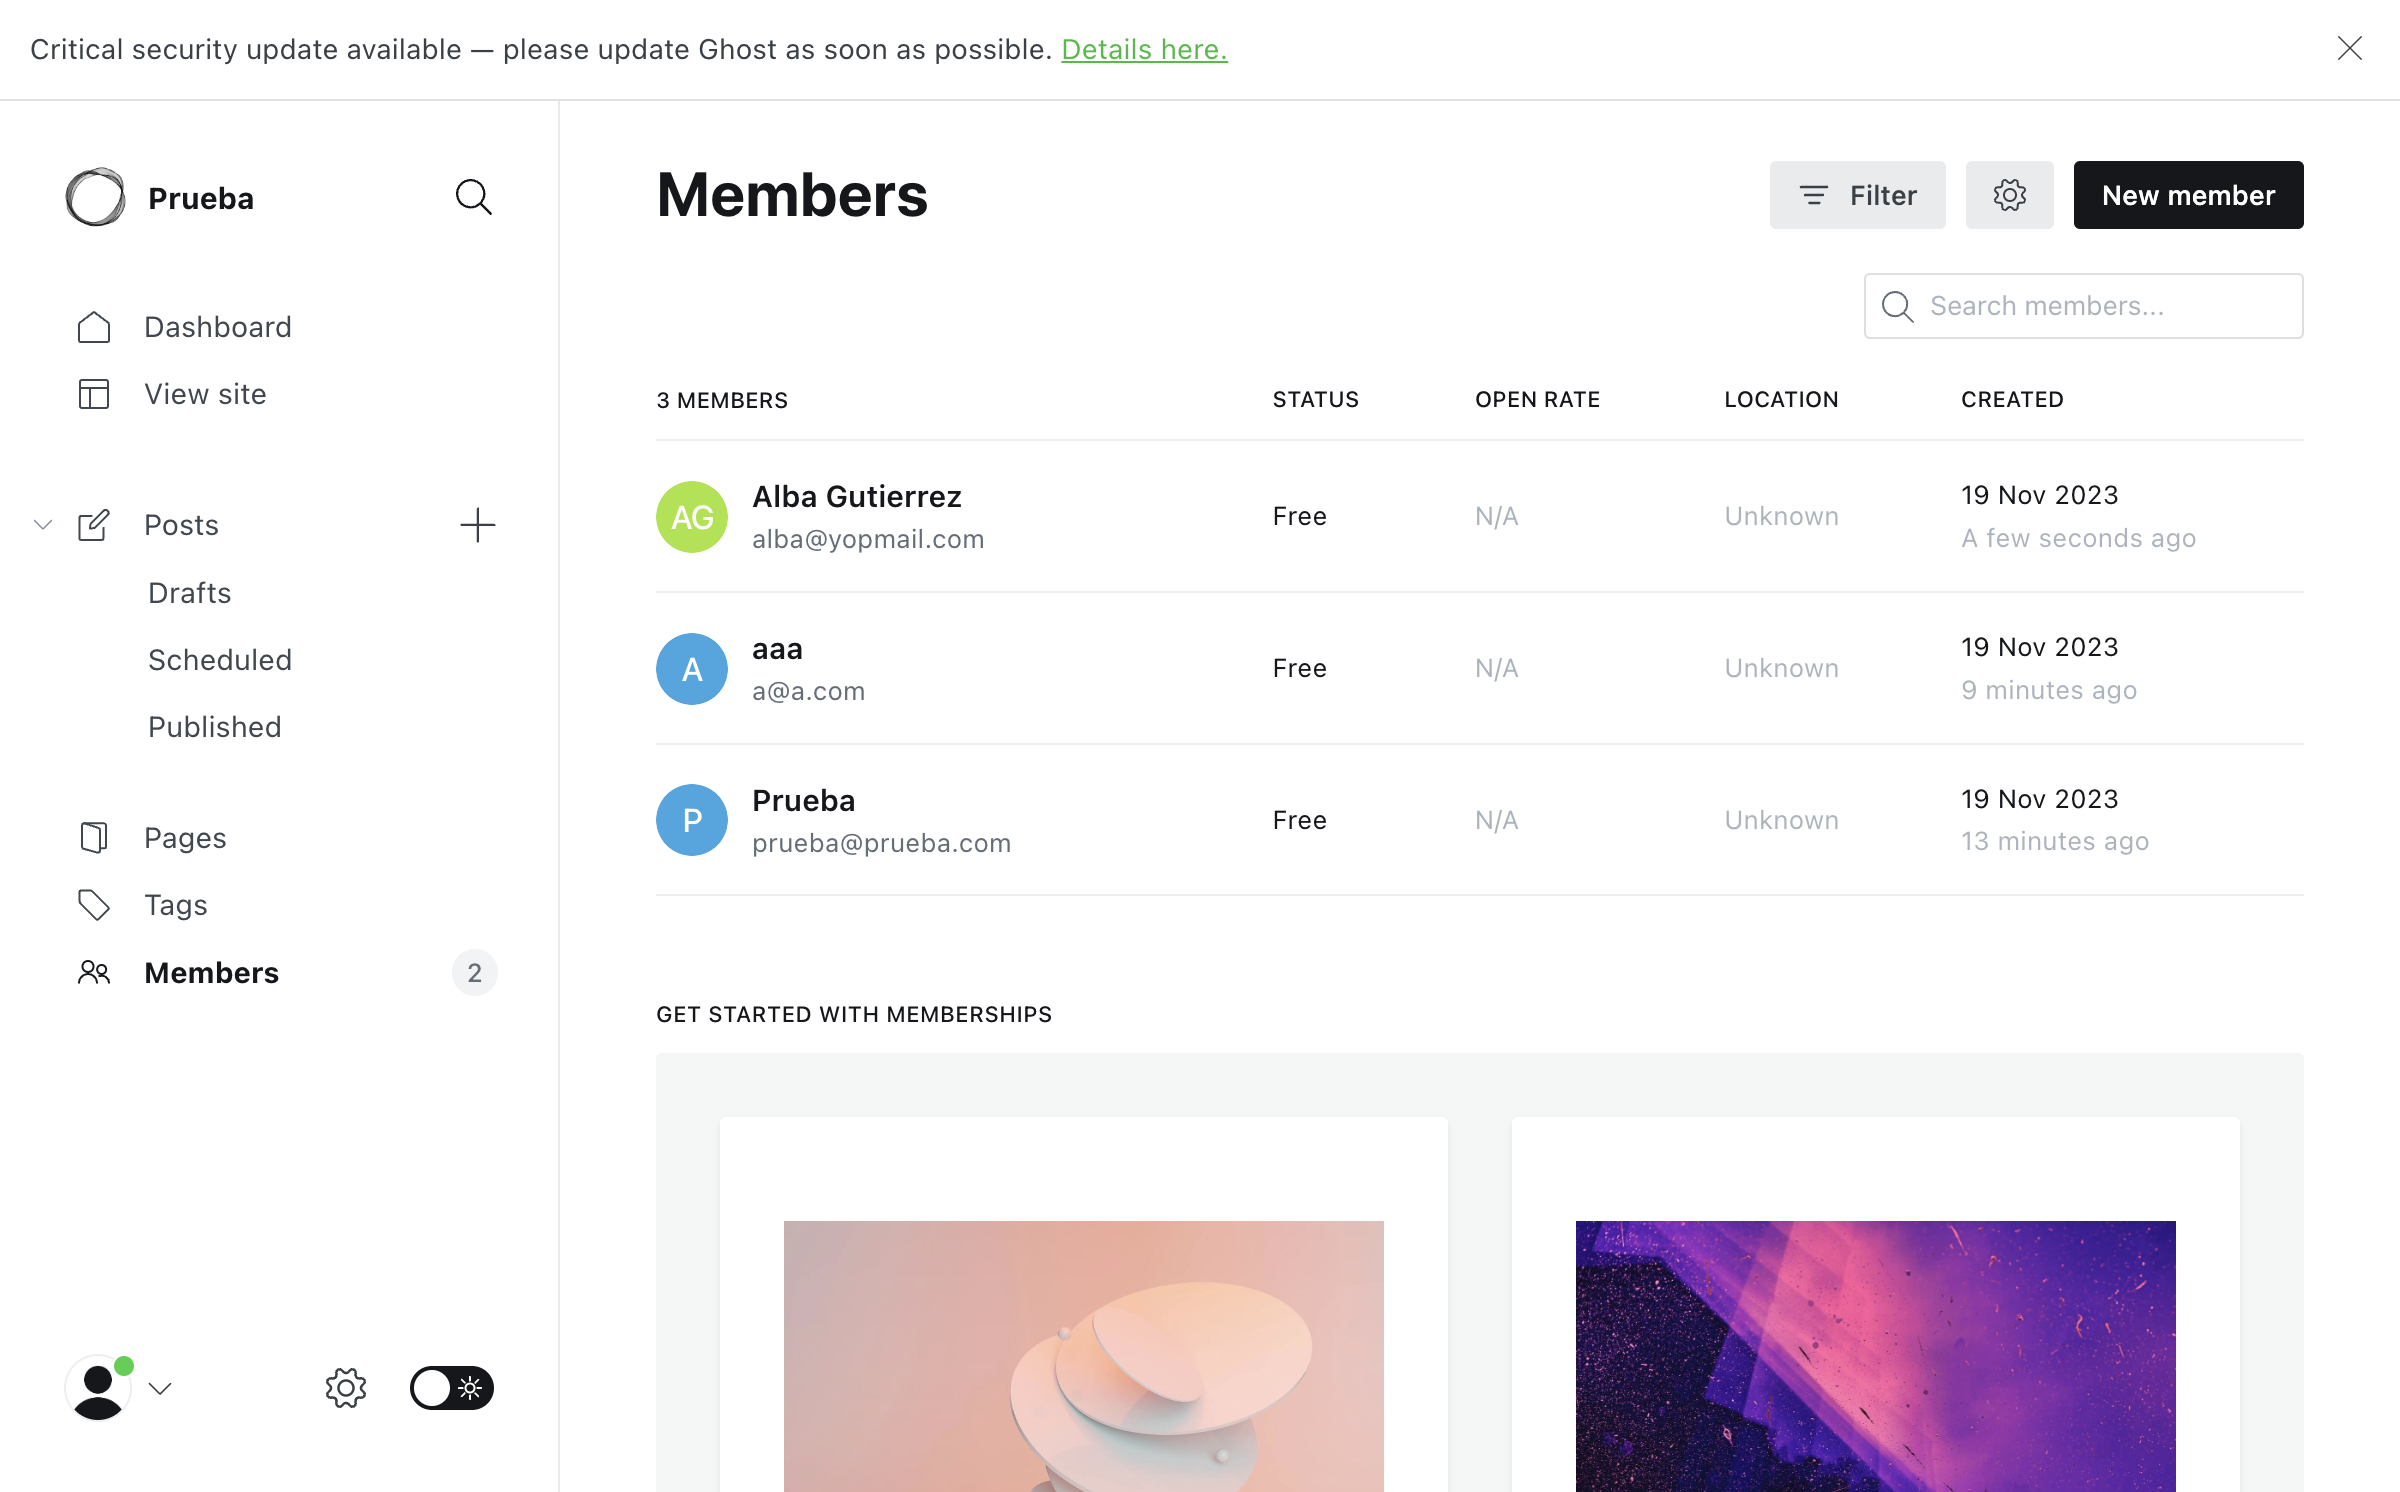 Critical security update available — please update Ghost as soon as possible. Details here.
Prueba
Dashboard
View site
Posts
Drafts
Scheduled
Published
Pages
Tags
Members 2
Members
Filter
New member
Search members...
3 MEMBERS STATUS OPEN RATE LOCATION CREATED
AG Alba Gutierrez alba@yopmail.com Free N/A Unknown 19 Nov 2023 A few seconds ago
A aaa a@a.com Free N/A Unknown 19 Nov 2023 9 minutes ago
P Prueba prueba@prueba.com Free N/A Unknown 19 Nov 2023 13 minutes ago
GET STARTED WITH MEMBERSHIPS